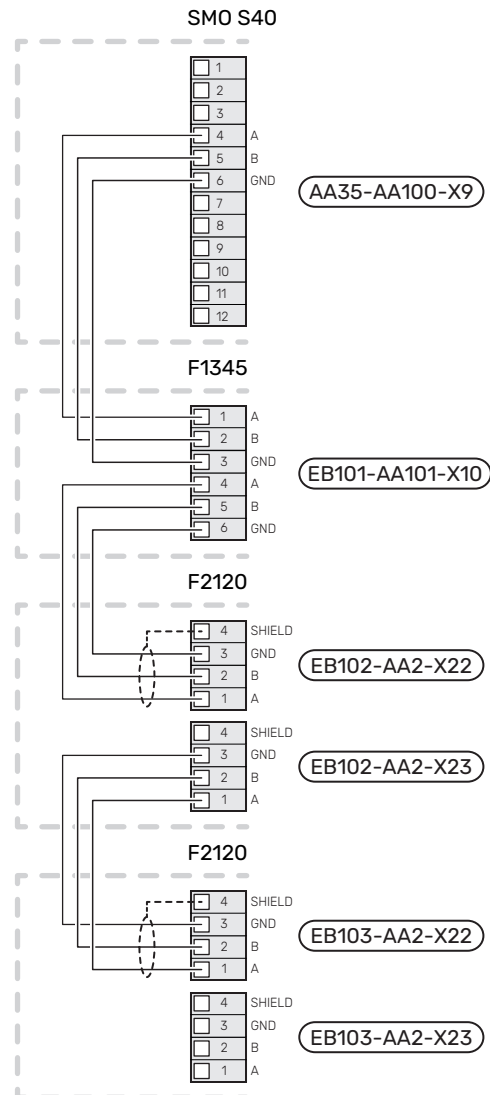 SMO S40
1
2
3
4 A
5 B
6 GND
AA35-AA100-X9
7
8
9
10
11
12
F1345
1 A
2 B
3 GND
EB101-AA101-X10
4 A
5 B
6 GND
F2120
4 SHIELD
3 GND
EB102-AA2-X22
2 B
1 A
4 SHIELD
3 GND
EB102-AA2-X23
2 B
1 A
F2120
4 SHIELD
3 GND
EB103-AA2-X22
2 B
1 A
4 SHIELD
3 GND
EB103-AA2-X23
2 B
1 A